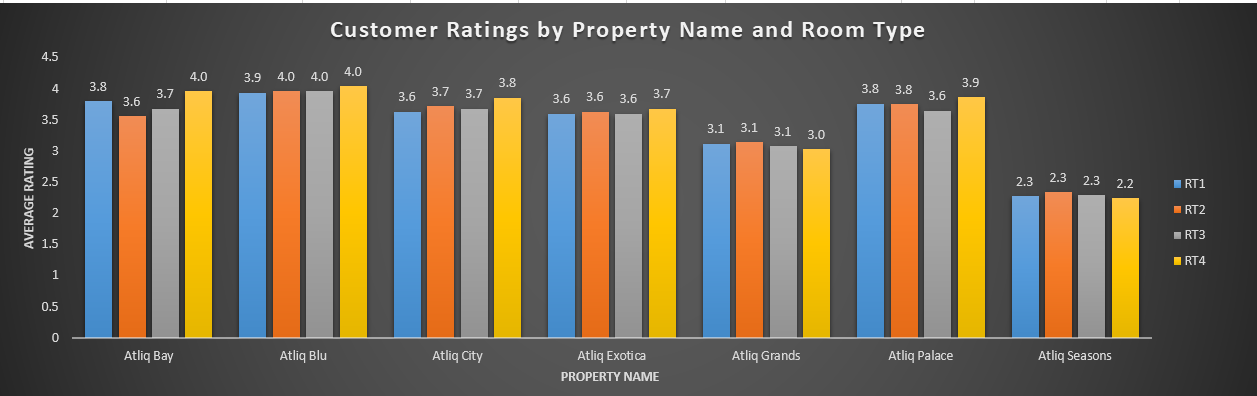 Customer Ratings by Property Name and Room Type
AVERAGE RATING
4.5
4
3.5
3
2.5
2
1.5
1
0.5
0
3.8 3.6 3.7 4.0
3.9 4.0 4.0 4.0
3.6 3.7 3.7 3.8
3.6 3.6 3.6 3.7
3.1 3.1 3.1 3.0
3.8 3.8 3.6 3.9
2.3 2.3 2.3 2.2
Atliq Bay Atliq Blu Atliq City Atliq Exotica Atliq Grands Atliq Palace Atliq Seasons
PROPERTY NAME
RT1
RT2
RT3
RT4